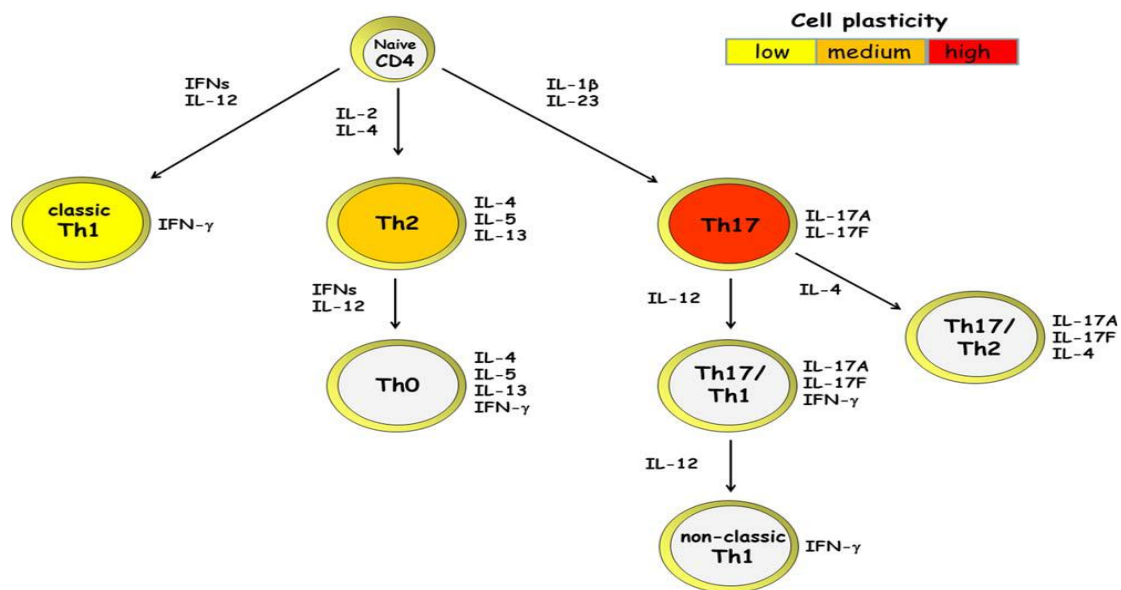 Cell plasticity
low medium high
Naive
CD4
IFNs
IL-12
IL-2
IL-4
IL-1β
IL-23
classic
Th1
IFN-γ
Th2
IL-4
IL-5
IL-13
Th17
IL-17A
IL-17F
IFNs
IL-12
IL-12
IL-4
Th0
IL-4
IL-5
IL-13
IFN-γ
Th17/
Th1
IL-17A
IL-17F
IFN-γ
Th17/
Th2
IL-17A
IL-17F
IL-4
IL-12
non-classic
Th1
IFN-γ